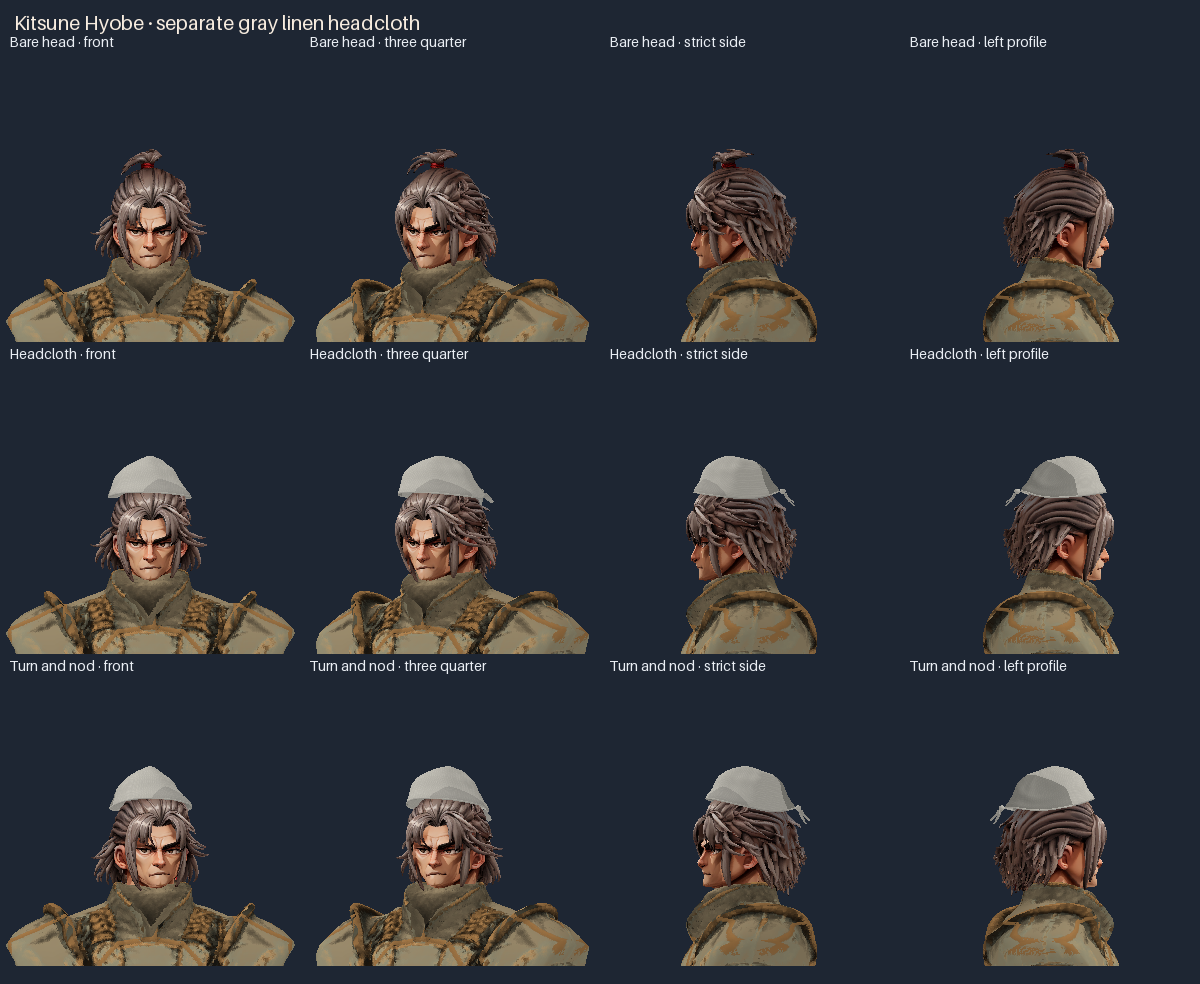 Kitsune Hyobe · separate gray linen headcloth
Bare head · front
Bare head · three quarter
Bare head · strict side
Bare head · left profile
Headcloth · front
Headcloth · three quarter
Headcloth · strict side
Headcloth · left profile
Turn and nod · front
Turn and nod · three quarter
Turn and nod · strict side
Turn and nod · left profile